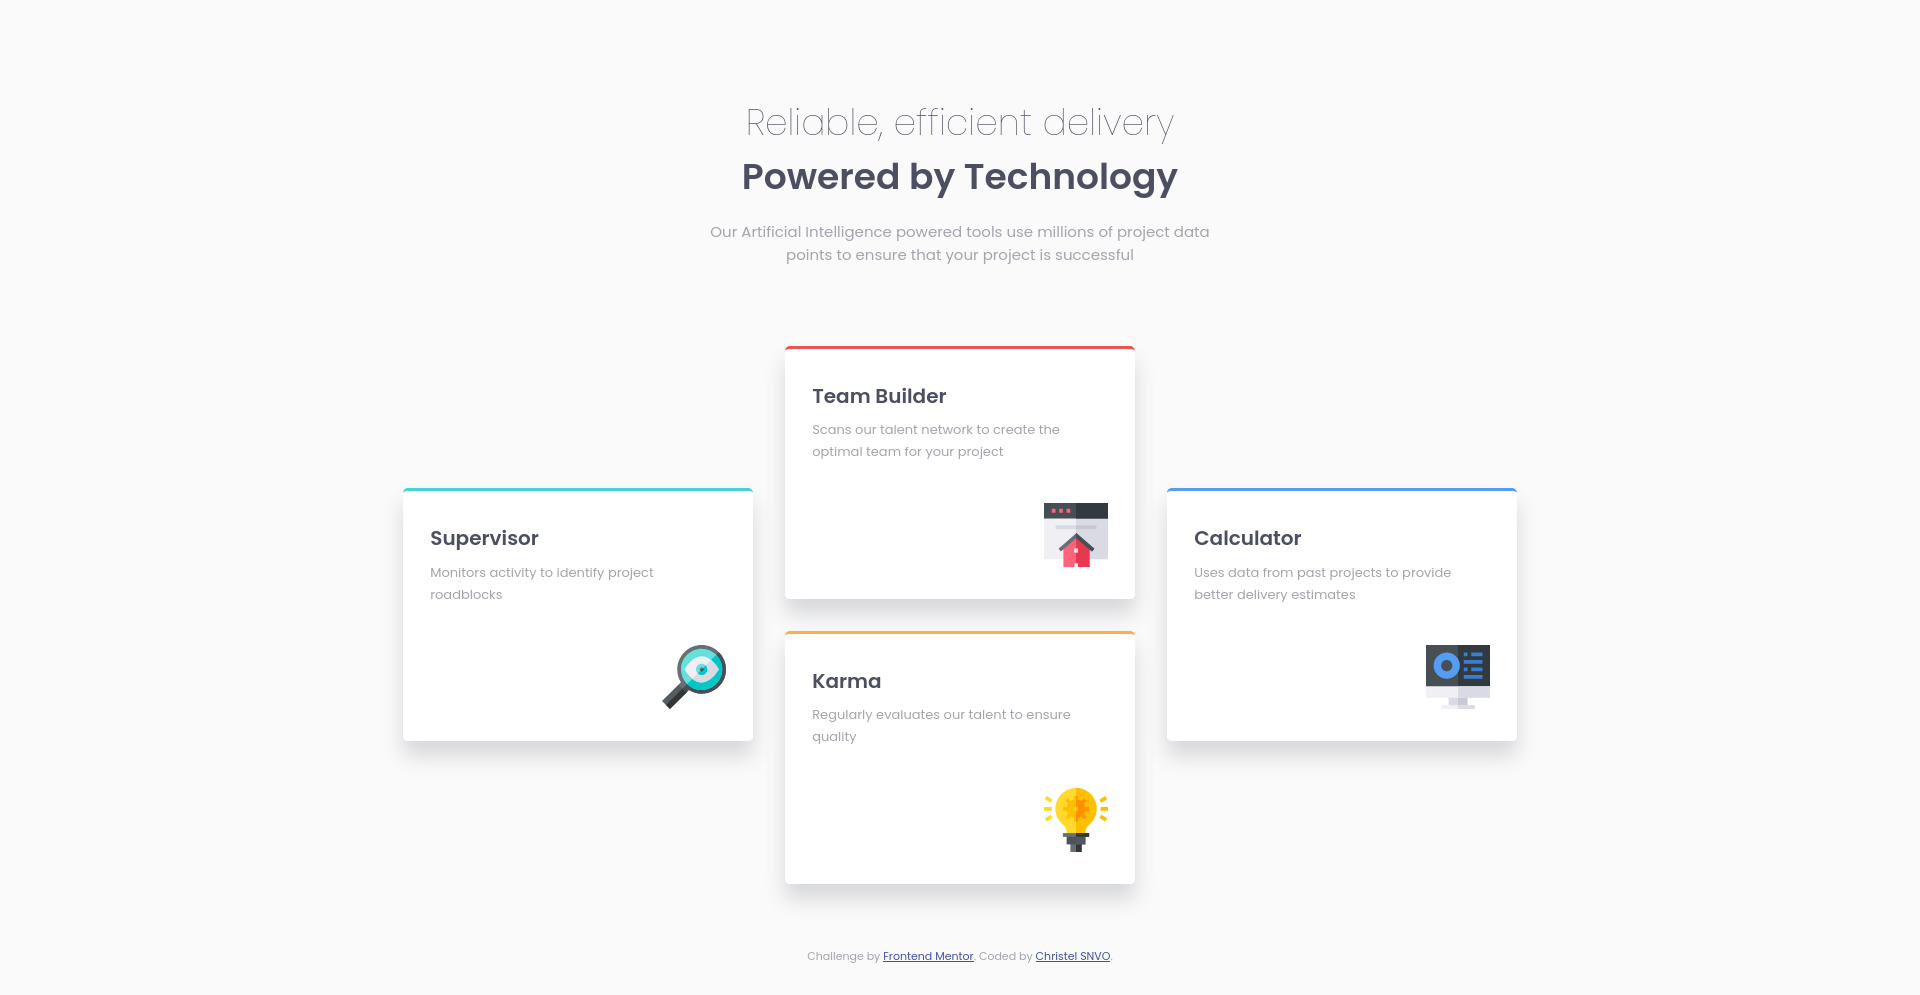 Reliable, efficient delivery
Powered by Technology
Our Artificial Intelligence powered tools use millions of project data
points to ensure that your project is successful
Supervisor
Monitors activity to identify project
roadblocks
Team Builder
Scans our talent network to create the
optimal team for your project
Karma
Regularly evaluates our talent to ensure
quality
Calculator
Uses data from past projects to provide
better delivery estimates
Challenge by Frontend Mentor. Coded by Christel SNVO.